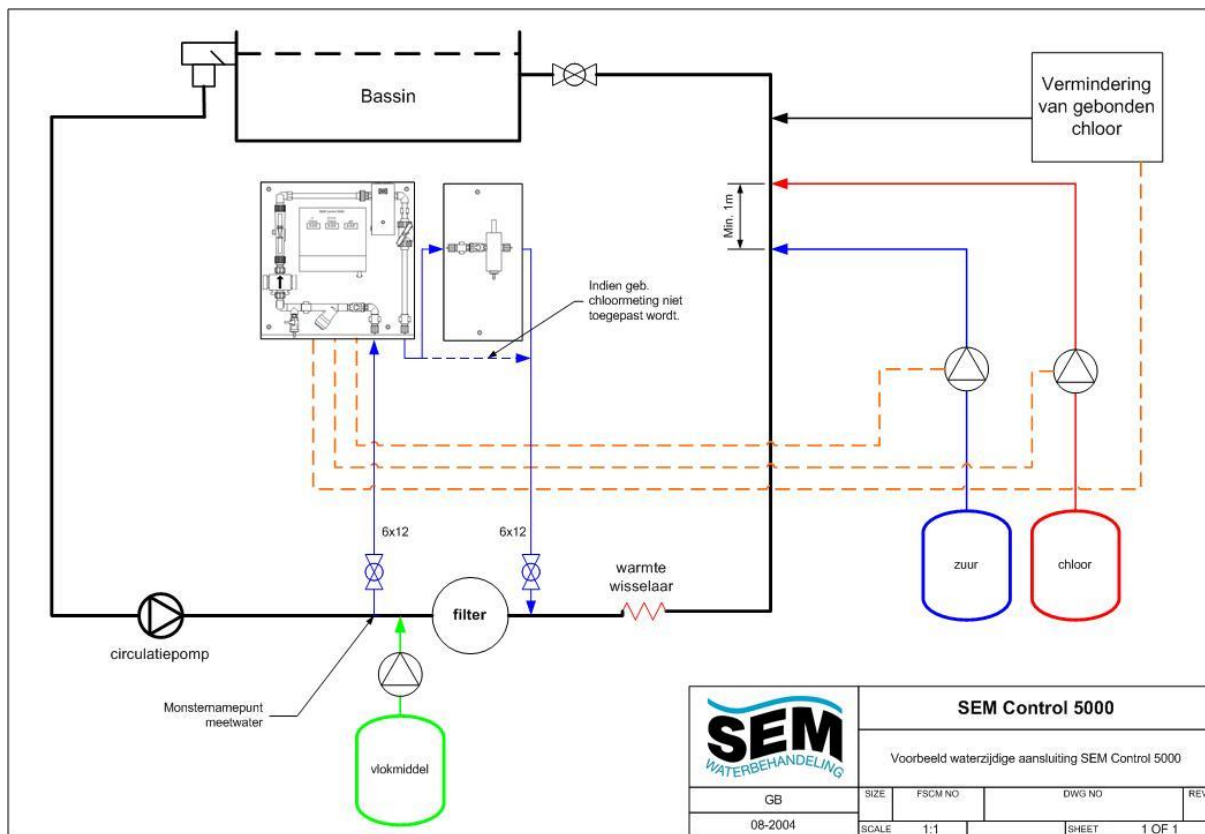 Bassin
Vermindering
van gebonden
chloor
Min. 1m
Indien geb.
chloormeting niet
toegepast wordt.
6x12
6x12
warmte
wisselaar
zuur
chloor
filter
circulatiepomp
Monsternamepunt
meetwater
vlokmiddel
SEM
WATERBEHANDELING
SEM Control 5000
Voorbeeld waterzijdige aansluiting SEM Control 5000
GB
SIZE
FSCM NO
DWG NO
REV
08-2004
SCALE
1:1
SHEET
1 OF 1